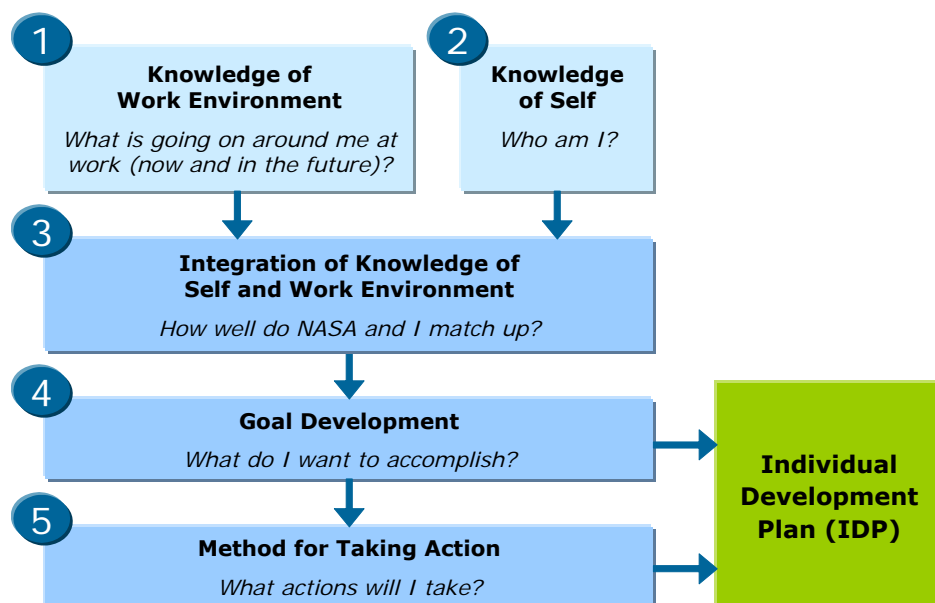 1
Knowledge of
Work Environment
What is going on around me at
work (now and in the future)?
2
Knowledge
of Self
Who am I?
3
Integration of Knowledge of
Self and Work Environment
How well do NASA and I match up?
4
Goal Development
What do I want to accomplish?
5
Method for Taking Action
What actions will I take?
Individual
Development
Plan (IDP)